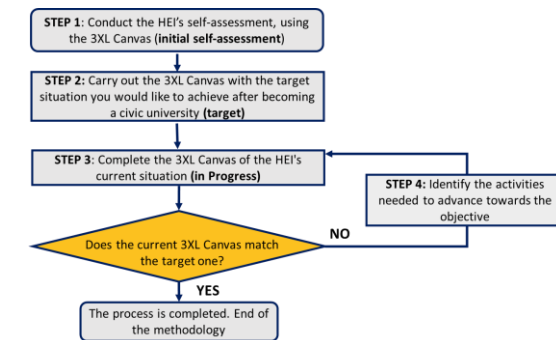 STEP 1: Conduct the HEI's self-assessment, using
the 3XL Canvas (initial self-assessment)
STEP 2: Carry out the 3XL Canvas with the target
situation you would like to achieve after becoming
a civic university (target)
STEP 3: Complete the 3XL Canvas of the HEI's
current situation (in Progress)
STEP 4: Identify the activities
needed to advance towards the
objective
Does the current 3XL Canvas match
the target one?
NO
YES
The process is completed. End of
the methodology